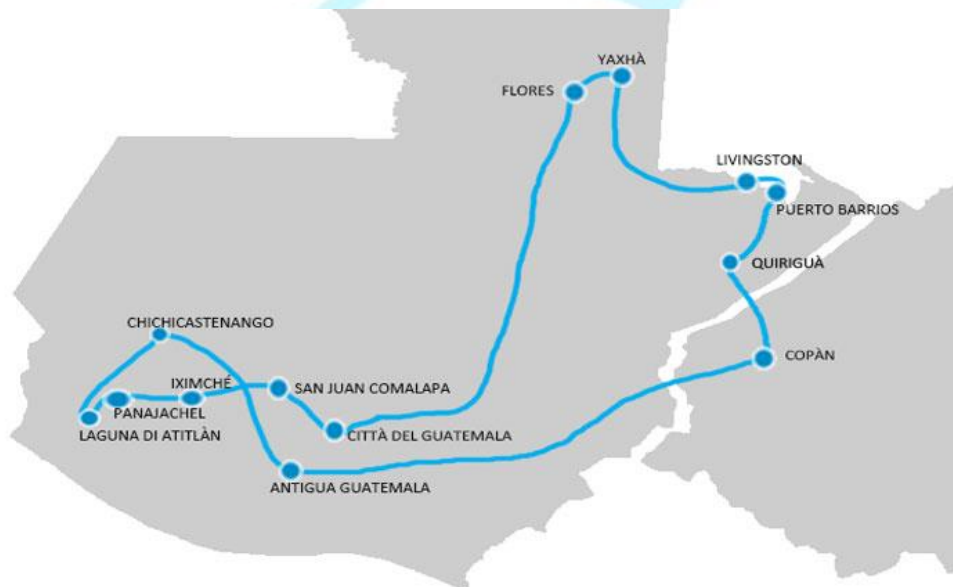 YAXHÀ
FLORES
LIVINGSTON
PUERTO BARRIOS
QUIRIGUÀ
CHICHICASTENANGO
COPÀN
IXIMCHÉ
SAN JUAN COMALAPA
PANAJACHEL
LAGUNA DI ATITLÀN
CITTÀ DEL GUATEMALA
ANTIGUA GUATEMALA